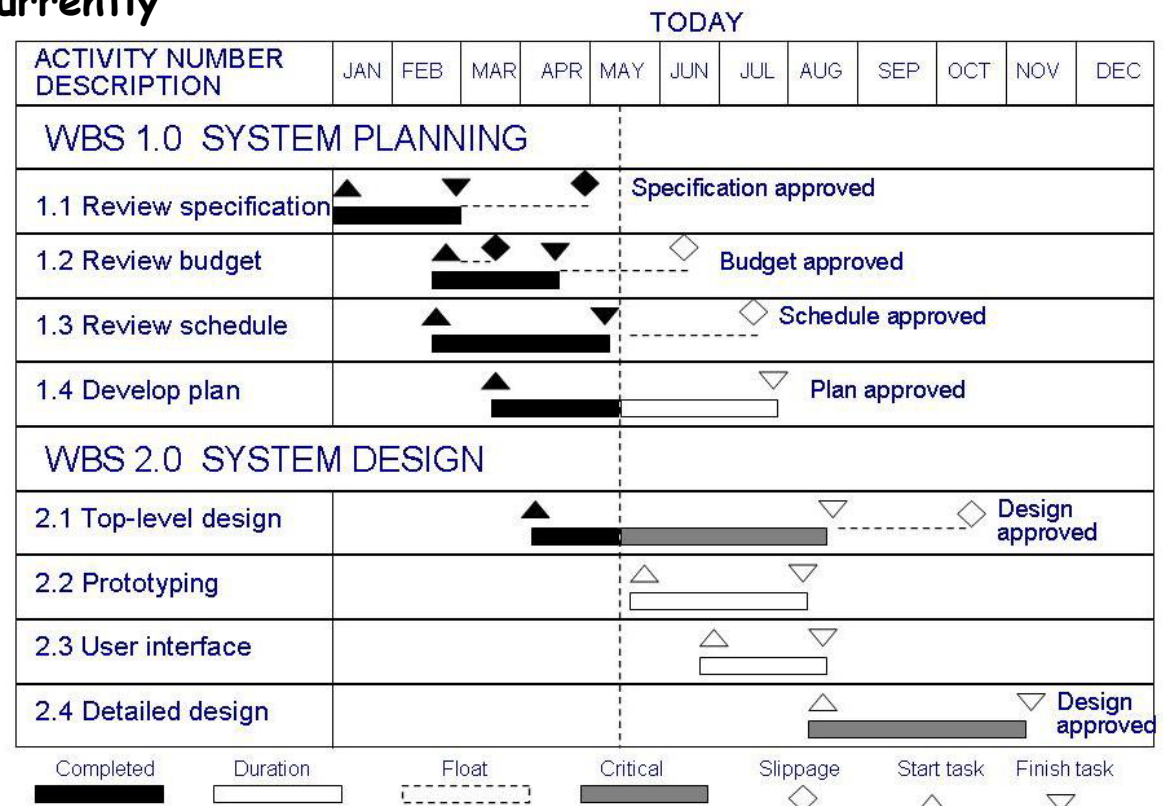 TODAY
ACTIVITY NUMBER
DESCRIPTION
JAN FEB MAR APR MAY JUN JUL AUG SEP OCT NOV DEC
WBS 1.0 SYSTEM PLANNING
1.1 Review specification
Specification approved
1.2 Review budget
Budget approved
1.3 Review schedule
Schedule approved
1.4 Develop plan
Plan approved
WBS 2.0 SYSTEM DESIGN
2.1 Top-level design
Design
approved
2.2 Prototyping
2.3 User interface
2.4 Detailed design
Design
approved
Completed Duration Float Critical Slippage Start task Finish task